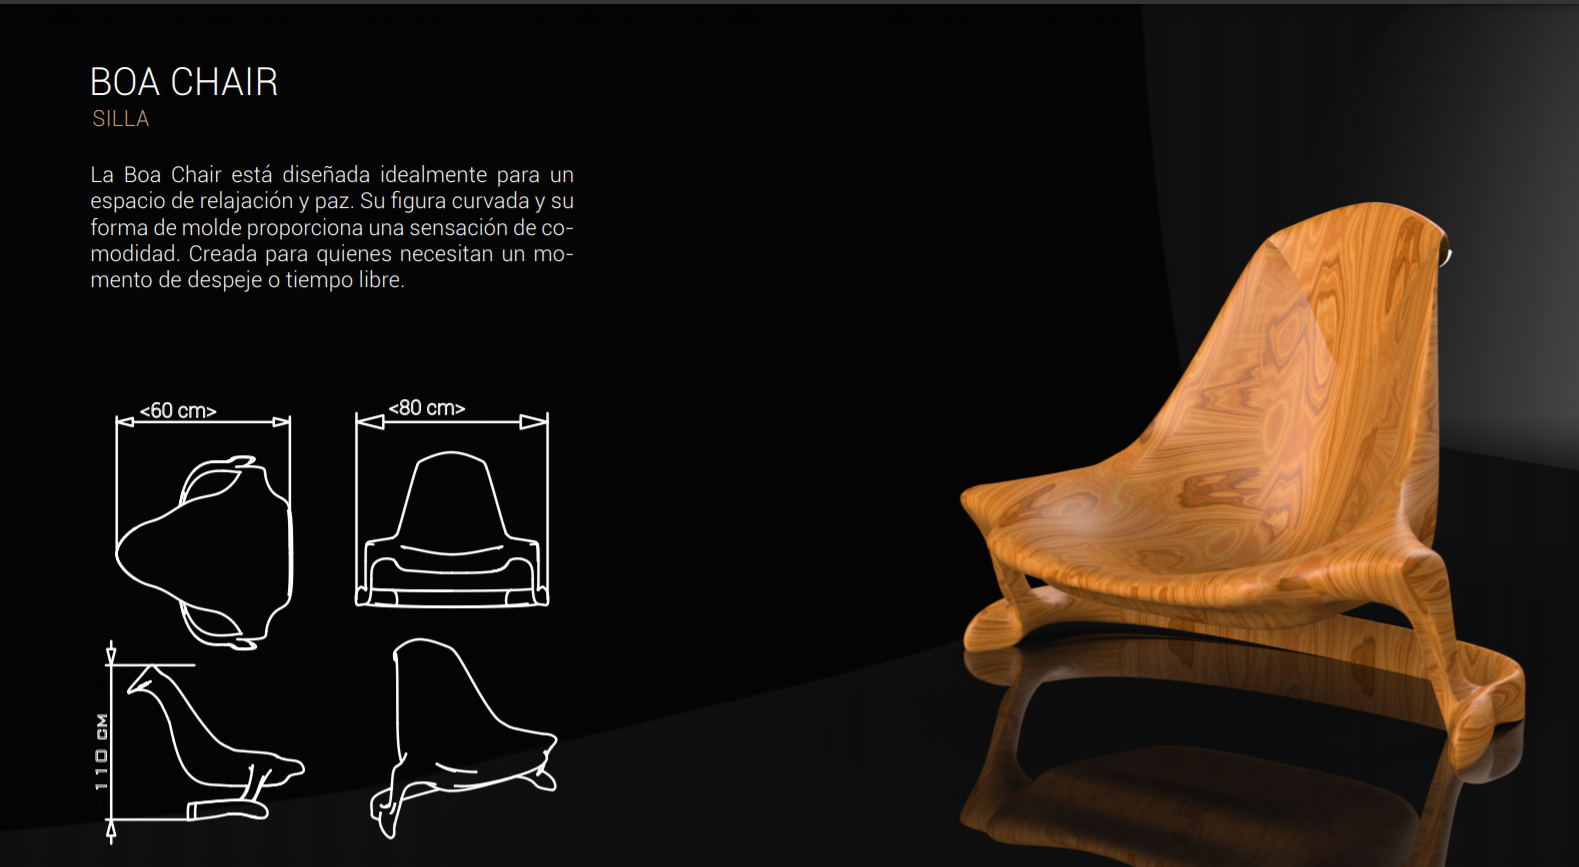 BOA CHAIR
SILLA
La Boa Chair está diseñada idealmente para un
espacio de relajación y paz. Su figura curvada y su
forma de molde proporciona una sensación de co-
modidad. Creada para quienes necesitan un mo-
mento de despeje o tiempo libre.
<60 cm>
<80 cm>
110 CM